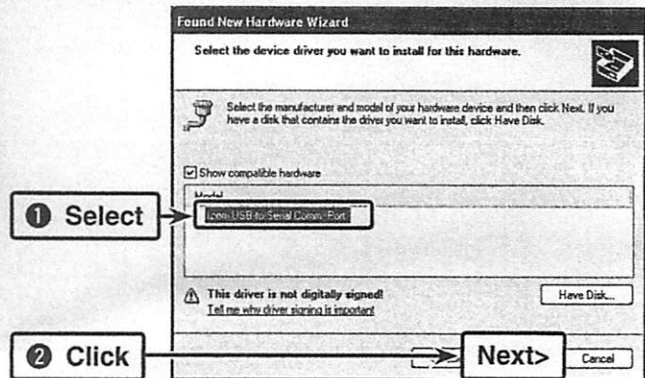 Found New Hardware Wizard
Select the device driver you want to install for this hardware.
Select the manufacturer and model of your hardware device and then click Next. If you
have a disk that contains the driver you want to install, click Have Disk.
Show compatible hardware
Model
❶ Select
Icom USB to Serial Comm. Port
This driver is not digitally signed!
Tell me why driver signing is important
Have Disk...
❷ Click
Next>
Cancel